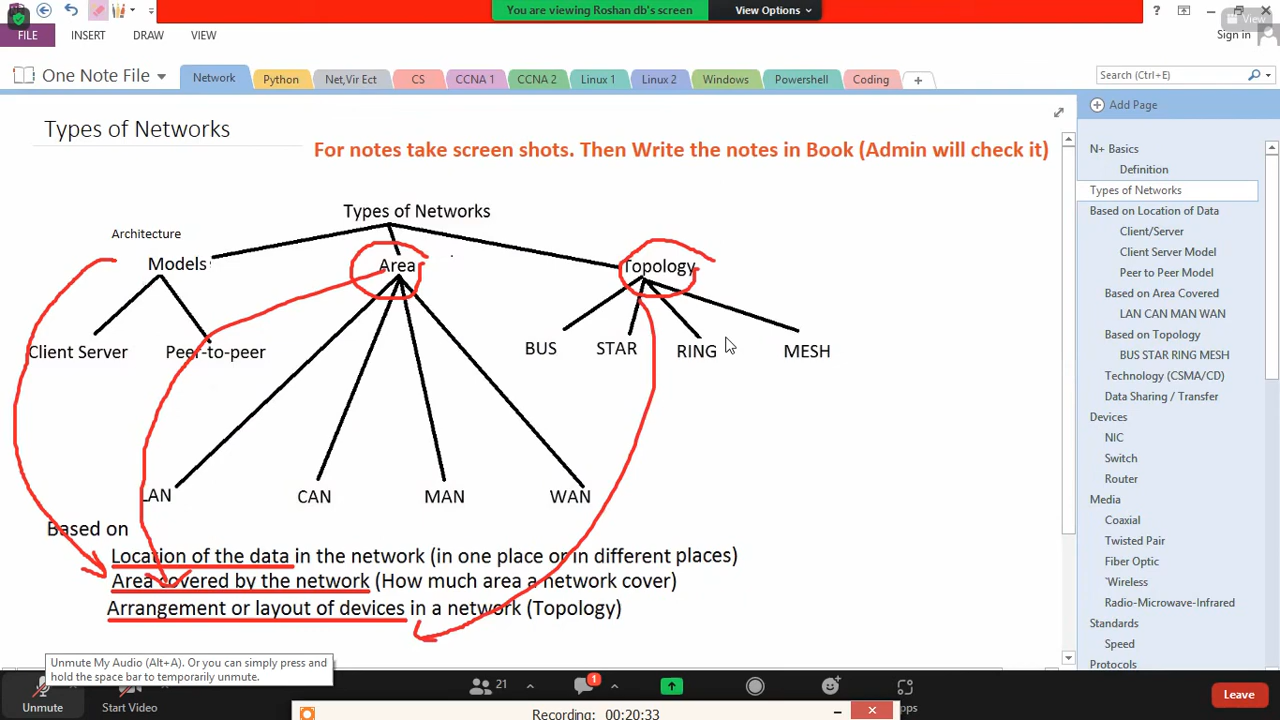 You are viewing Roshan db's screen
View Options
View
FILE
INSERT
DRAW
VIEW
Sign in
One Note File
Network
Python
Net,Vir Ect
CS
CCNA 1
CCNA 2
Linux 1
Linux 2
Windows
Powershell
Coding
Search (Ctrl+E)
Types of Networks
For notes take screen shots. Then Write the notes in Book (Admin will check it)
Types of Networks
Architecture
Models
Area
Topology
Client Server
Peer-to-peer
BUS
STAR
RING
MESH
LAN
CAN
MAN
WAN
Based on
Location of the data in the network (in one place or in different places)
Area covered by the network (How much area a network cover)
Arrangement or layout of devices in a network (Topology)
Add Page
N+ Basics
Definition
Types of Networks
Based on Location of Data
Client/Server
Client Server Model
Peer to Peer Model
Based on Area Covered
LAN CAN MAN WAN
Based on Topology
BUS STAR RING MESH
Technology (CSMA/CD)
Data Sharing / Transfer
Devices
NIC
Switch
Router
Media
Coaxial
Twisted Pair
Fiber Optic
`Wireless
Radio-Microwave-Infrared
Standards
Speed
Protocols
Unmute My Audio (Alt+A). Or you can simply press and
hold the space bar to temporarily unmute.
Unmute
Start Video
21
1
Leave
Recording: 00:20:33